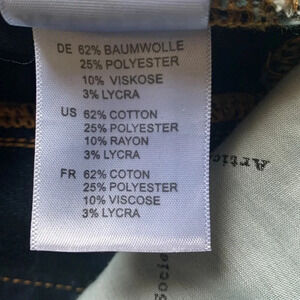 DE 62% BAUMWOLLE
25% POLYESTER
10% VISKOSE
3% LYCRA
US 62% COTTON
25% POLYESTER
10% RAYON
3% LYCRA
FR 62% COTON
25% POLYESTER
10% VISCOSE
3% LYCRA